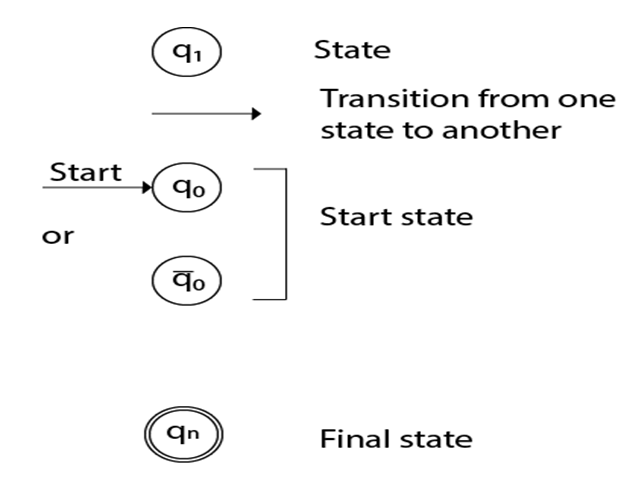 q₁ State
Transition from one
state to another
Start
q₀
Start state
or
q̅₀
qₙ Final state